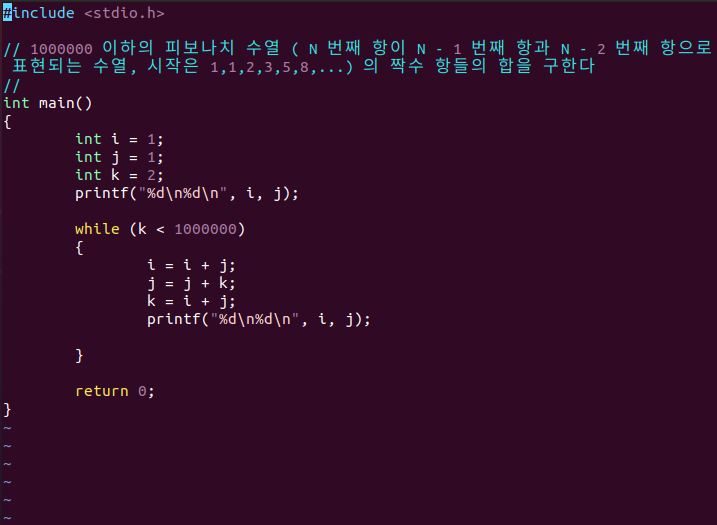 #include <stdio.h>
// 1000000 이하의 피보나치 수열 ( N 번째 항이 N - 1 번째 항과 N - 2 번째 항으로
표현되는 수열, 시작은 1,1,2,3,5,8,...) 의 짝수 항들의 합을 구한다
//
int main()
{
int i = 1;
int j = 1;
int k = 2;
printf("%d\n%d\n", i, j);
while (k < 1000000)
{
i = i + j;
j = j + k;
k = i + j;
printf("%d\n%d\n", i, j);
}
return 0;
}
~
~
~
~
~
~